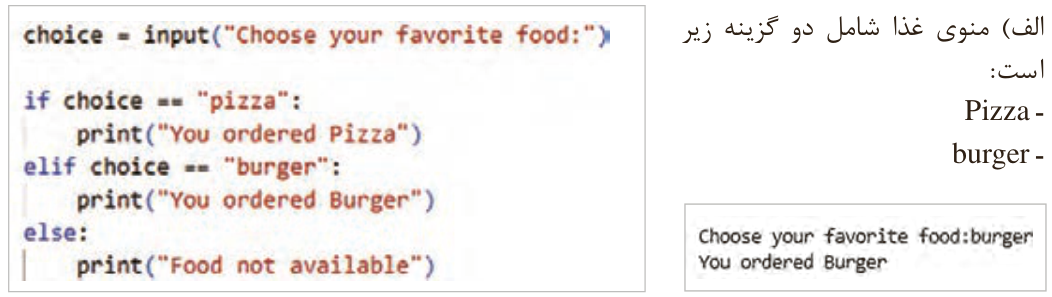 الف) منوی غذا شامل دو گزینه زیر
است:
Pizza -
burger -
choice = input("Choose your favorite food:")
if choice == "pizza":
    print("You ordered Pizza")
elif choice == "burger":
    print("You ordered Burger")
else:
    print("Food not available")
Choose your favorite food:burger
You ordered Burger